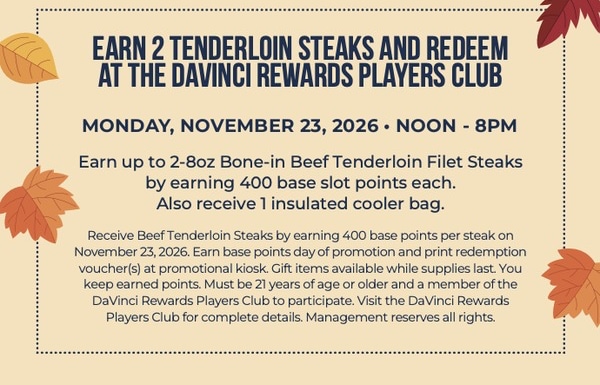 EARN 2 TENDERLOIN STEAKS AND REDEEM
AT THE DAVINCI REWARDS PLAYERS CLUB
MONDAY, NOVEMBER 23, 2026 • NOON - 8PM
Earn up to 2-8oz Bone-in Beef Tenderloin Filet Steaks
by earning 400 base slot points each.
Also receive 1 insulated cooler bag.
Receive Beef Tenderloin Steaks by earning 400 base points per steak on
November 23, 2026. Earn base points day of promotion and print redemption
voucher(s) at promotional kiosk. Gift items available while supplies last. You
keep earned points. Must be 21 years of age or older and a member of the
DaVinci Rewards Players Club to participate. Visit the DaVinci Rewards
Players Club for complete details. Management reserves all rights.